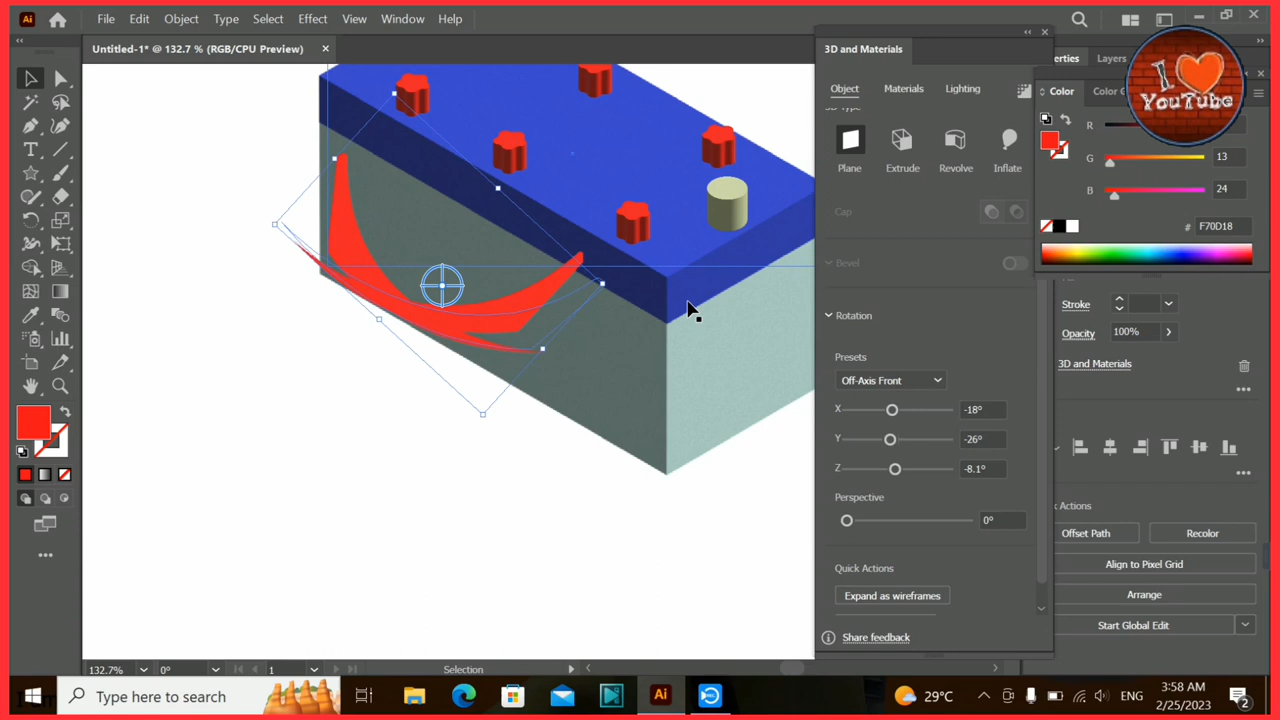 Ai
File Edit Object Type Select Effect View Window Help
Untitled-1* @ 132.7 % (RGB/CPU Preview)
3D and Materials
Object Materials Lighting
Plane Extrude Revolve Inflate
Cap
Bevel
Rotation
Presets
Off-Axis Front
X -18°
Y -26°
Z -8.1°
Perspective
0°
Quick Actions
Expand as wireframes
Share feedback
Layers
I
YouTube
Color
R
G 13
B 24
# F70D18
Stroke
Opacity 100%
3D and Materials
Actions
Offset Path Recolor
Align to Pixel Grid
Arrange
Start Global Edit
132.7% 0° 1 Selection
Type here to search
Ai
29°C
ENG
3:58 AM
2/25/2023
2